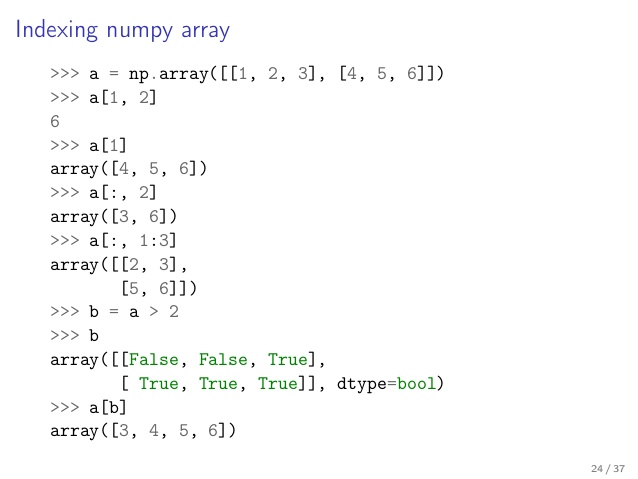 Indexing numpy array
>>> a = np.array([[1, 2, 3], [4, 5, 6]])
>>> a[1, 2]
6
>>> a[1]
array([4, 5, 6])
>>> a[:, 2]
array([3, 6])
>>> a[:, 1:3]
array([[2, 3],
       [5, 6]])
>>> b = a > 2
>>> b
array([[False, False, True],
       [ True, True, True]], dtype=bool)
>>> a[b]
array([3, 4, 5, 6])
24 / 37